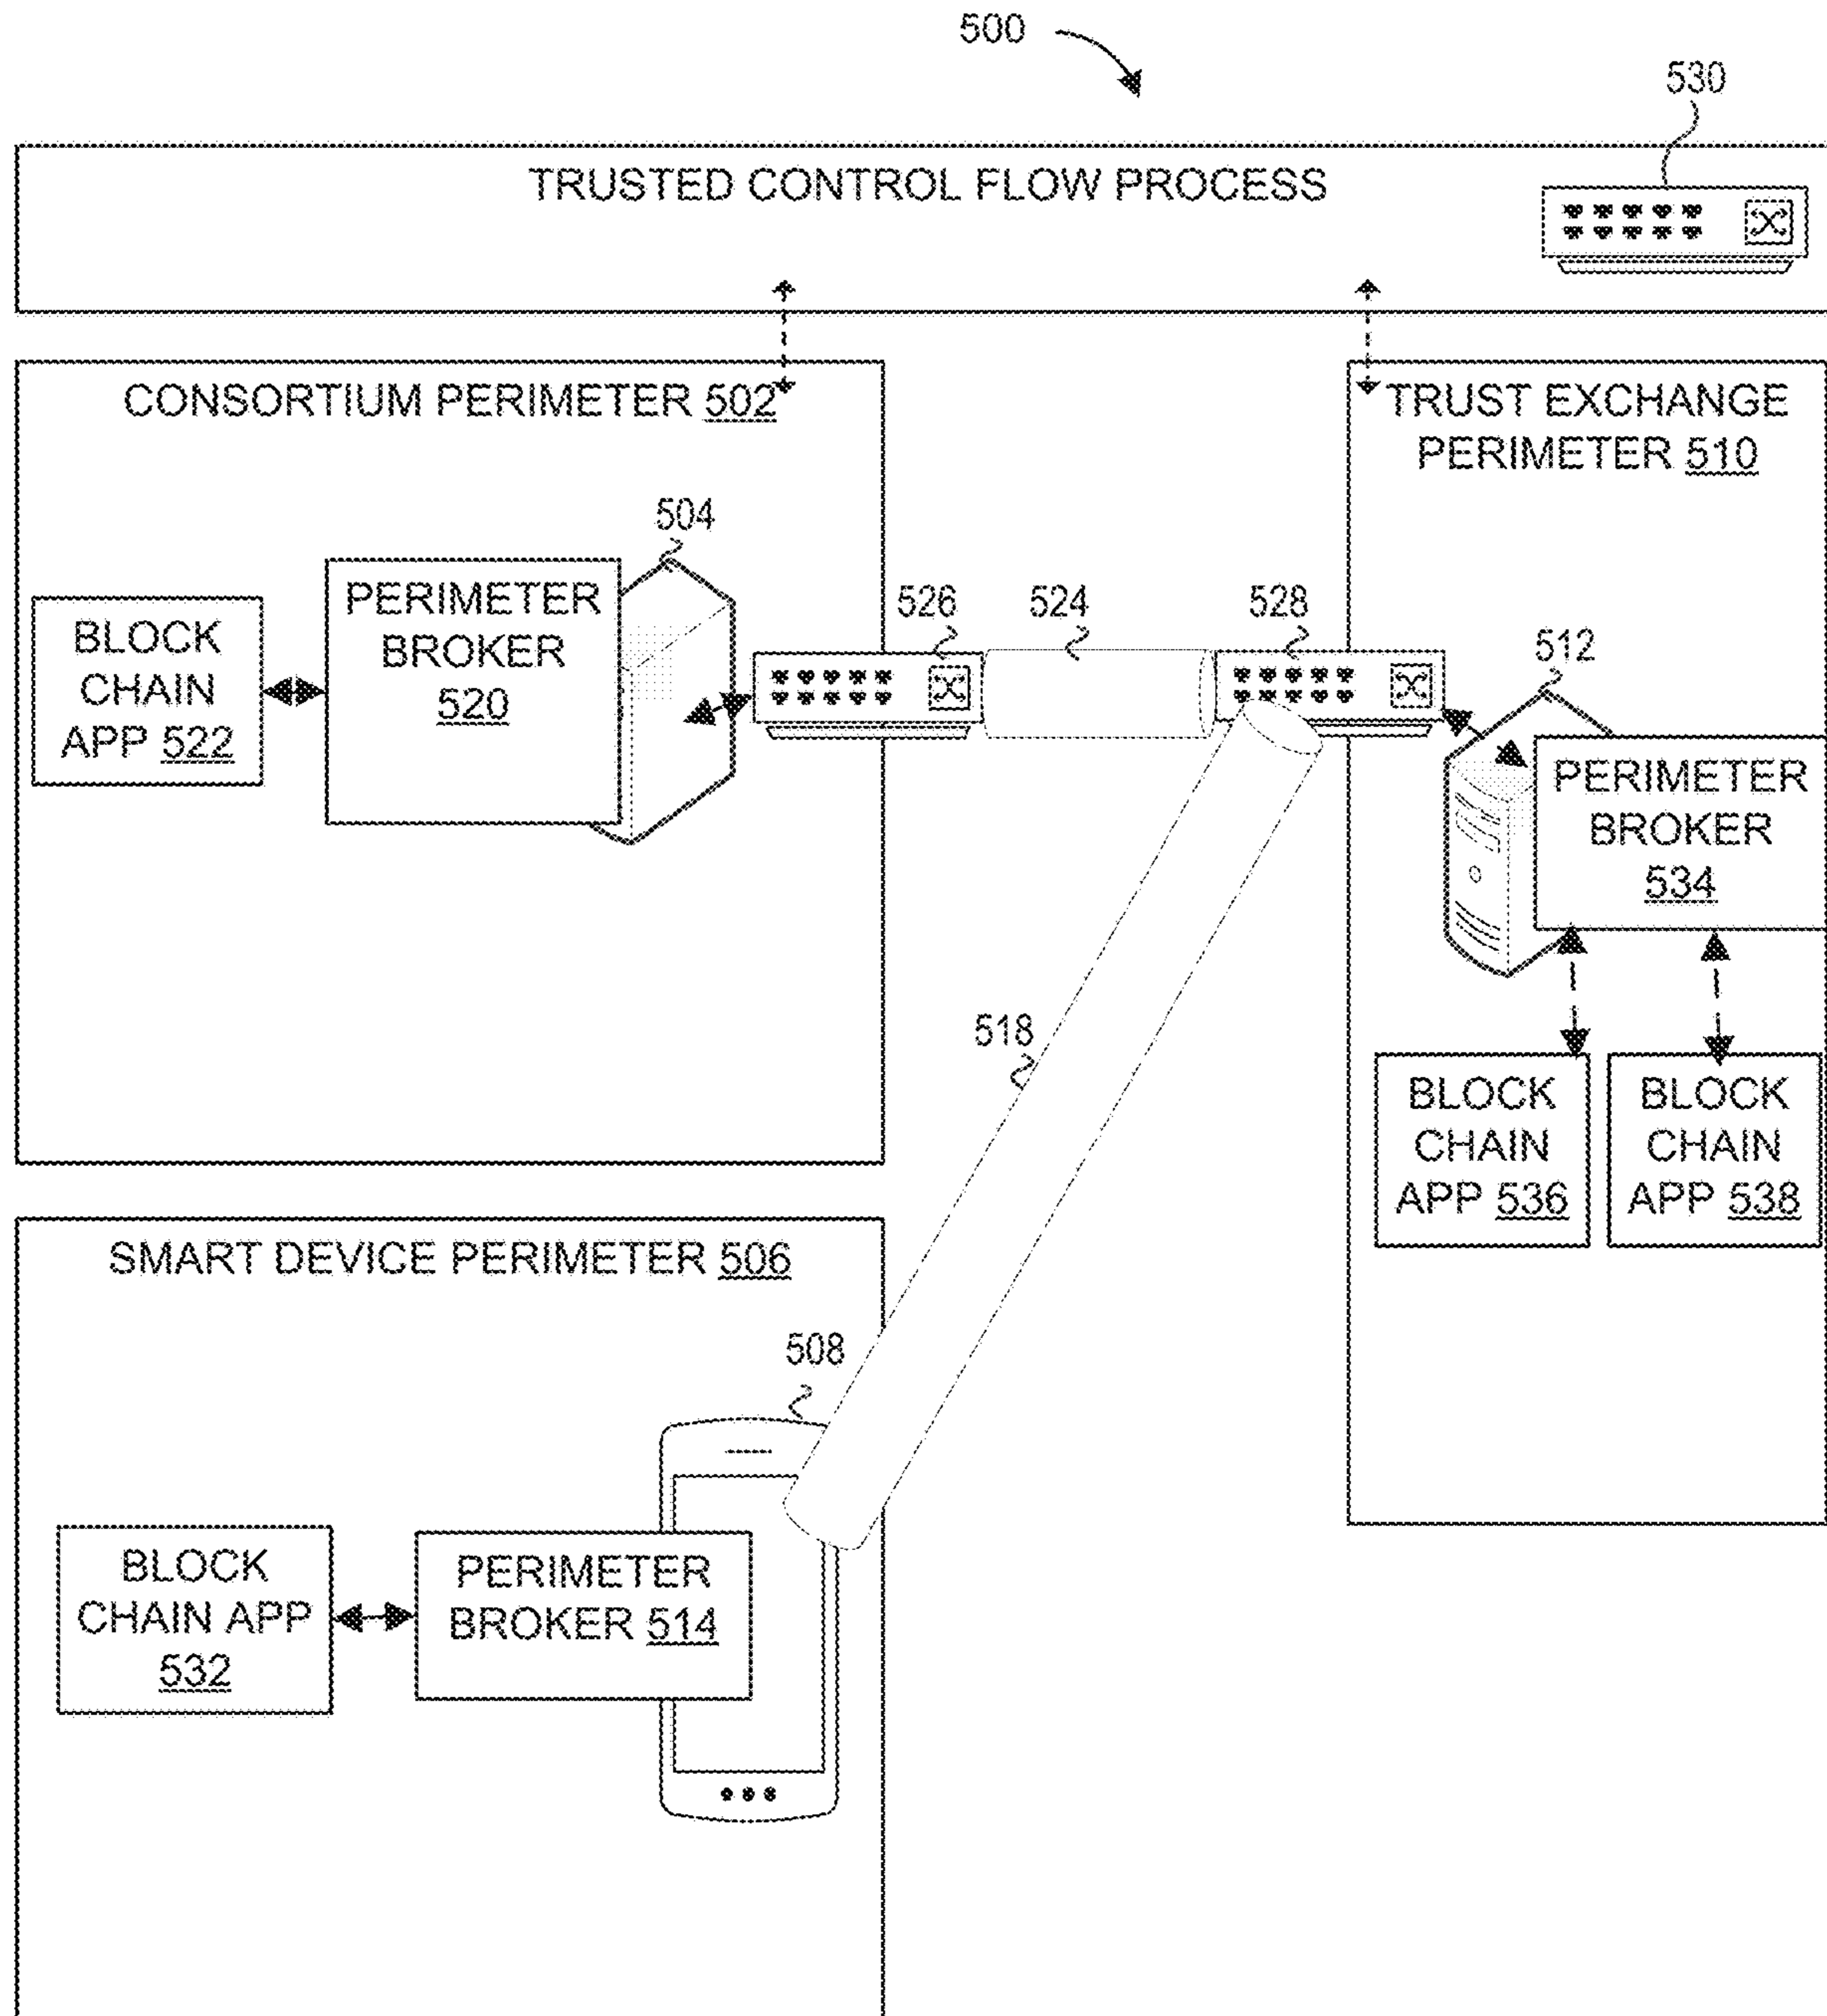 500
530
TRUSTED CONTROL FLOW PROCESS
CONSORTIUM PERIMETER 502
TRUST EXCHANGE
PERIMETER 510
504
PERIMETER
BROKER
520
BLOCK
CHAIN
APP 522
526
524
528
512
PERIMETER
BROKER
534
518
BLOCK
CHAIN
APP 536
BLOCK
CHAIN
APP 538
SMART DEVICE PERIMETER 506
508
BLOCK
CHAIN APP
532
PERIMETER
BROKER 514